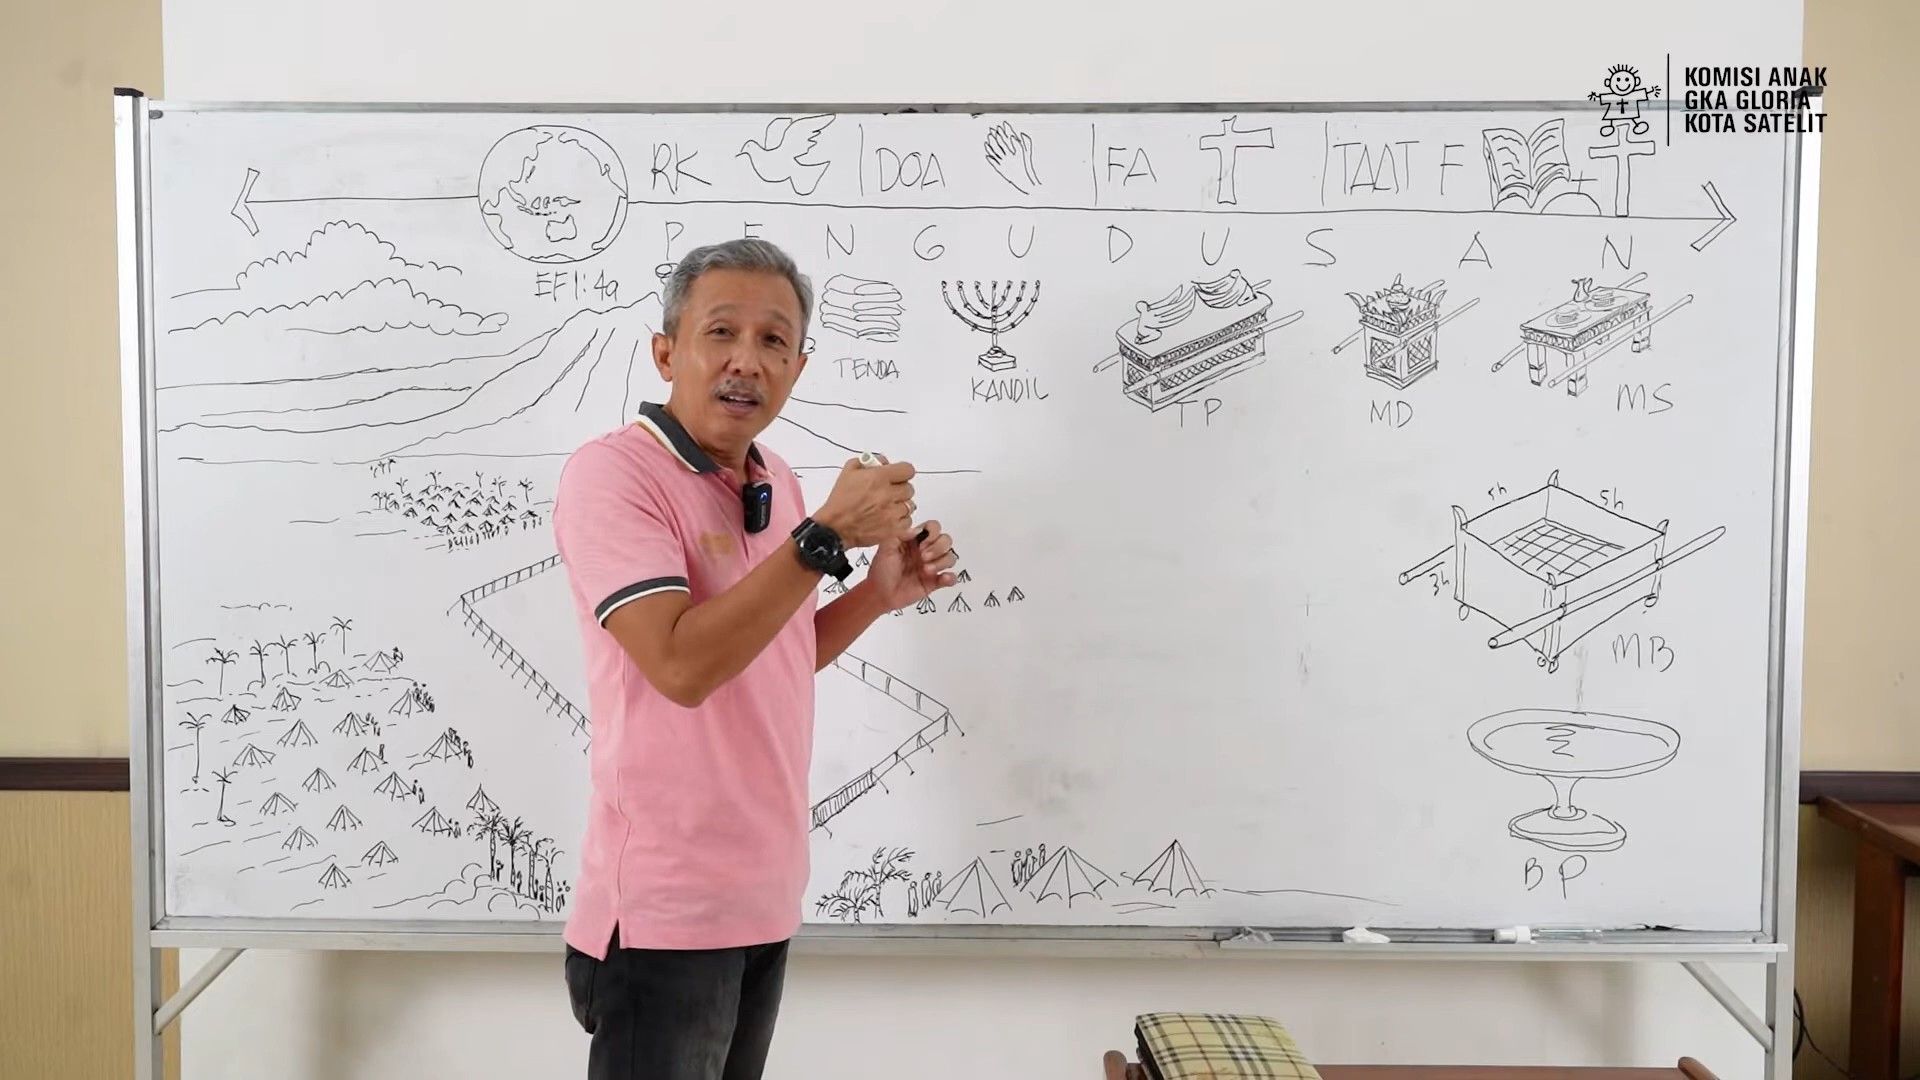 KOMISI ANAK
GKA GLORIA
KOTA SATELIT
RK
DOA
FA
TAAT F
+
P E N G U D U S A N
EF 1:4a
TENDA
KANDIL
TP
MD
MS
5h
5h
3h
MB
BP